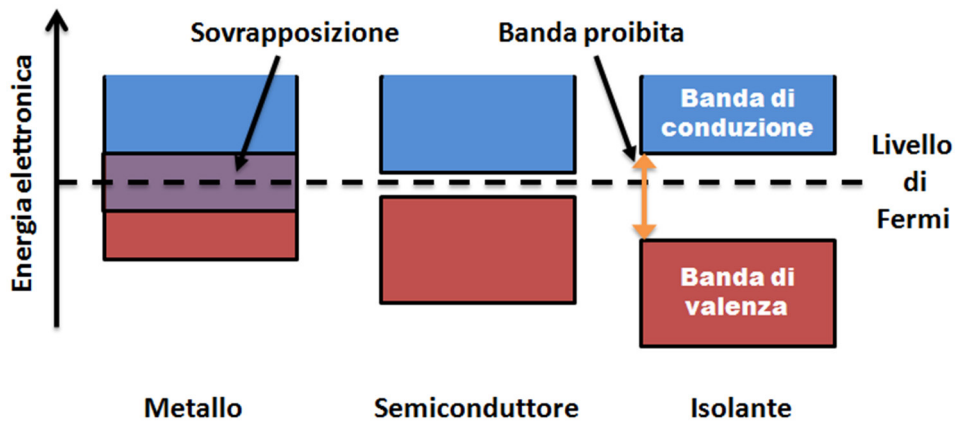 Sovrapposizione
Banda proibita
Energia elettronica
Banda di
conduzione
Livello
di
Fermi
Banda di
valenza
Metallo
Semiconduttore
Isolante